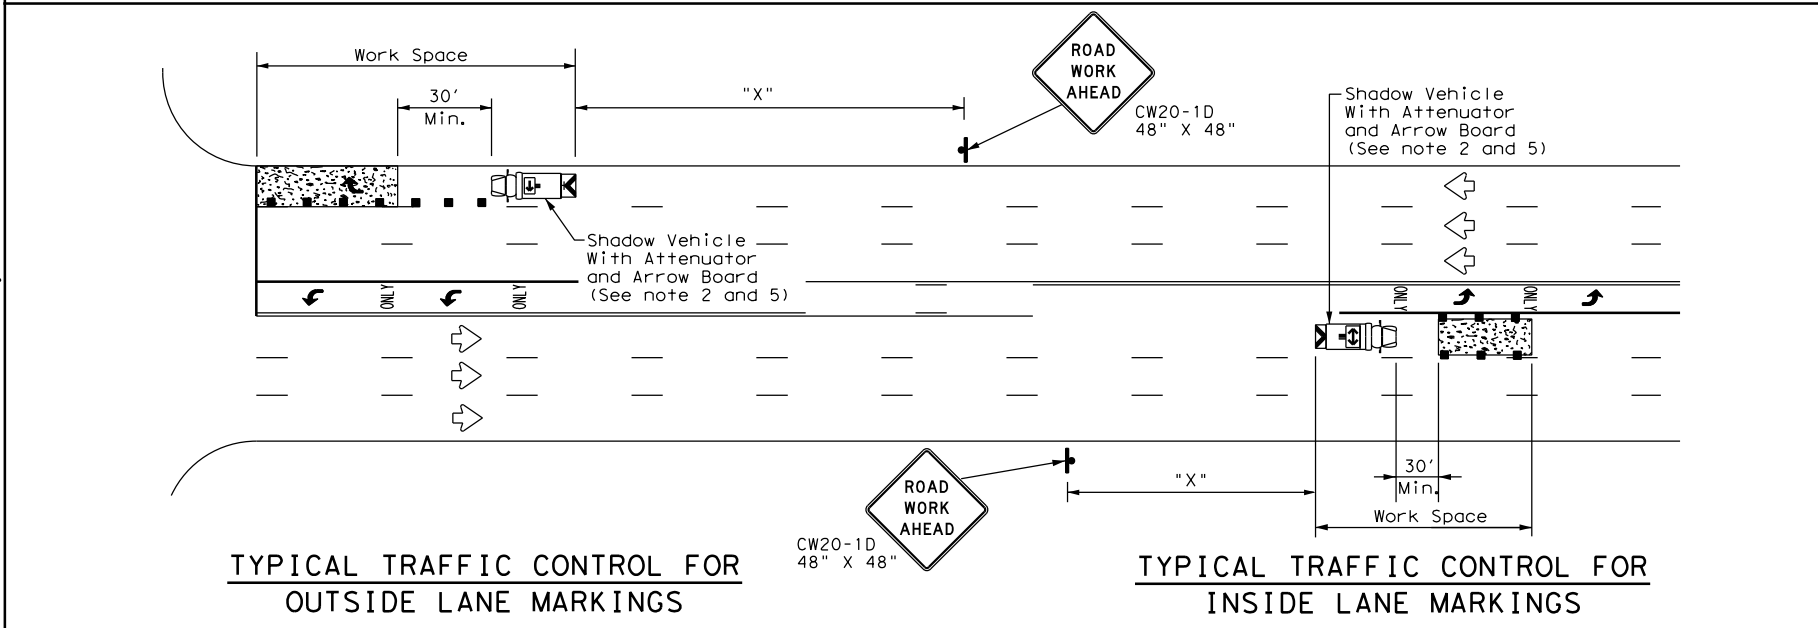 Work Space
30'
Min.
"X"
ROAD
WORK
AHEAD
CW20-1D
48" X 48"
Shadow Vehicle
With Attenuator
and Arrow Board
(See note 2 and 5)
Shadow Vehicle
With Attenuator
and Arrow Board
(See note 2 and 5)
ONLY
ONLY
ONLY
ONLY
ROAD
WORK
AHEAD
CW20-1D
48" X 48"
"X"
30'
Min.
Work Space
TYPICAL TRAFFIC CONTROL FOR
OUTSIDE LANE MARKINGS
TYPICAL TRAFFIC CONTROL FOR
INSIDE LANE MARKINGS